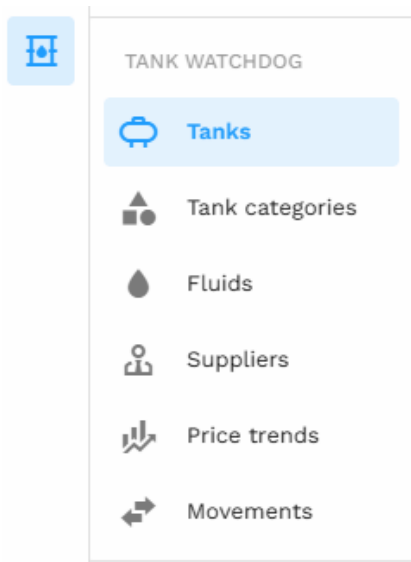 TANK WATCHDOG
Tanks
Tank categories
Fluids
Suppliers
Price trends
Movements